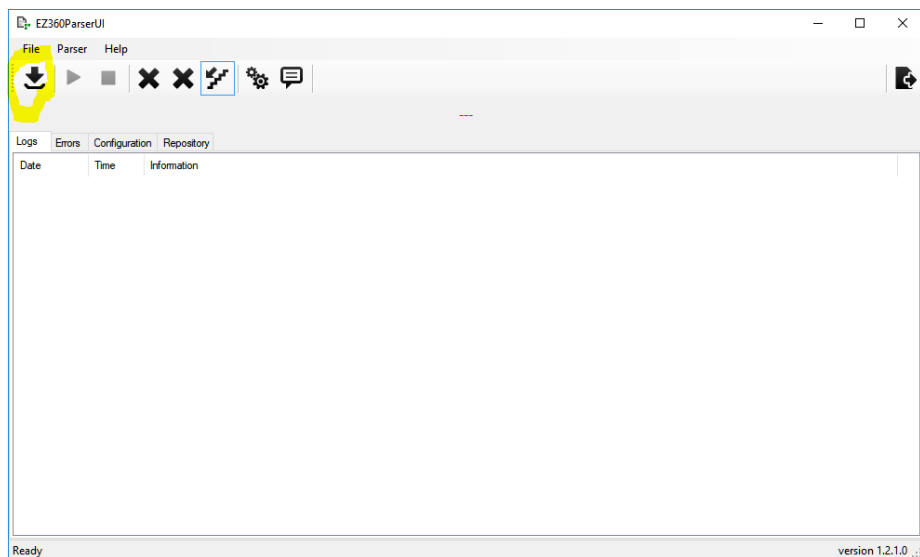 EZ360ParserUI
File Parser Help
---
Logs Errors Configuration Repository
Date Time Information
Ready version 1.2.1.0